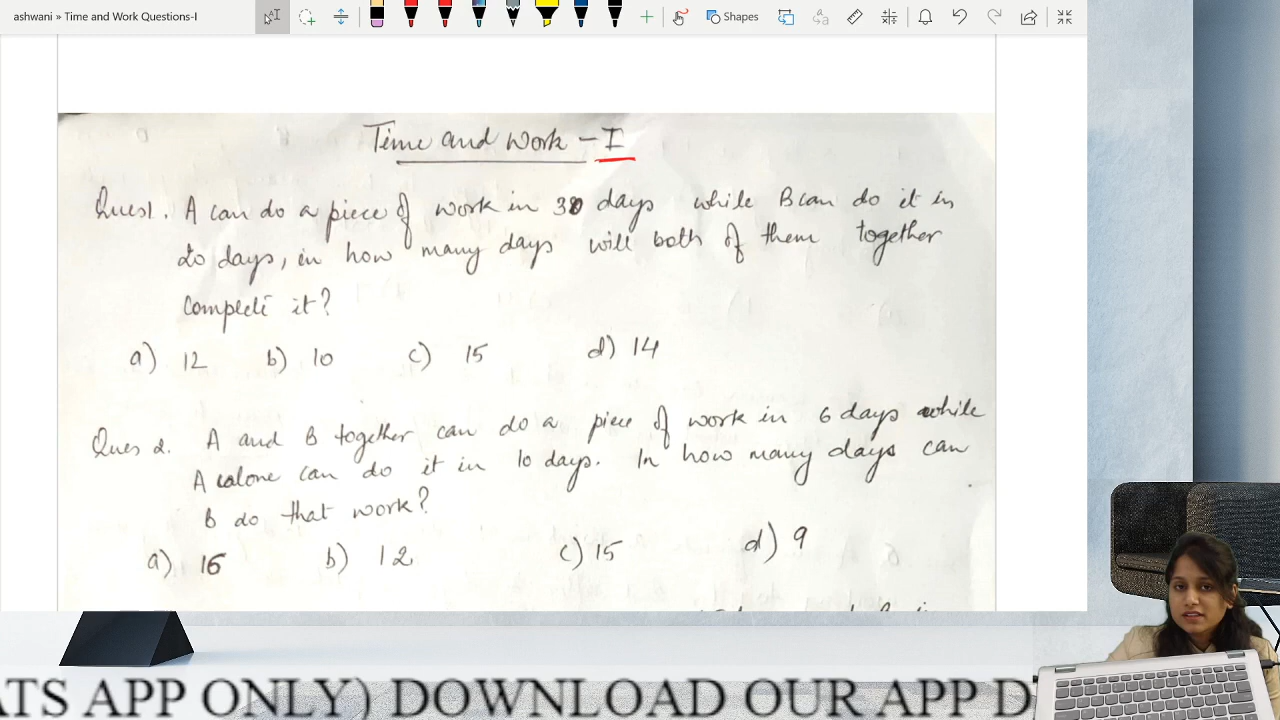 ashwani » Time and Work Questions-I
Shapes
Time and Work - I
Ques1. A can do a piece of work in 30 days while B can do it in
20 days, in how many days will both of them together
complete it?
a) 12 b) 10 c) 15 d) 14
Ques 2. A and B together can do a piece of work in 6 days while
A alone can do it in 10 days. In how many days can
B do that work?
a) 16 b) 12 c) 15 d) 9
ATS APP ONLY) DOWNLOAD OUR APP D